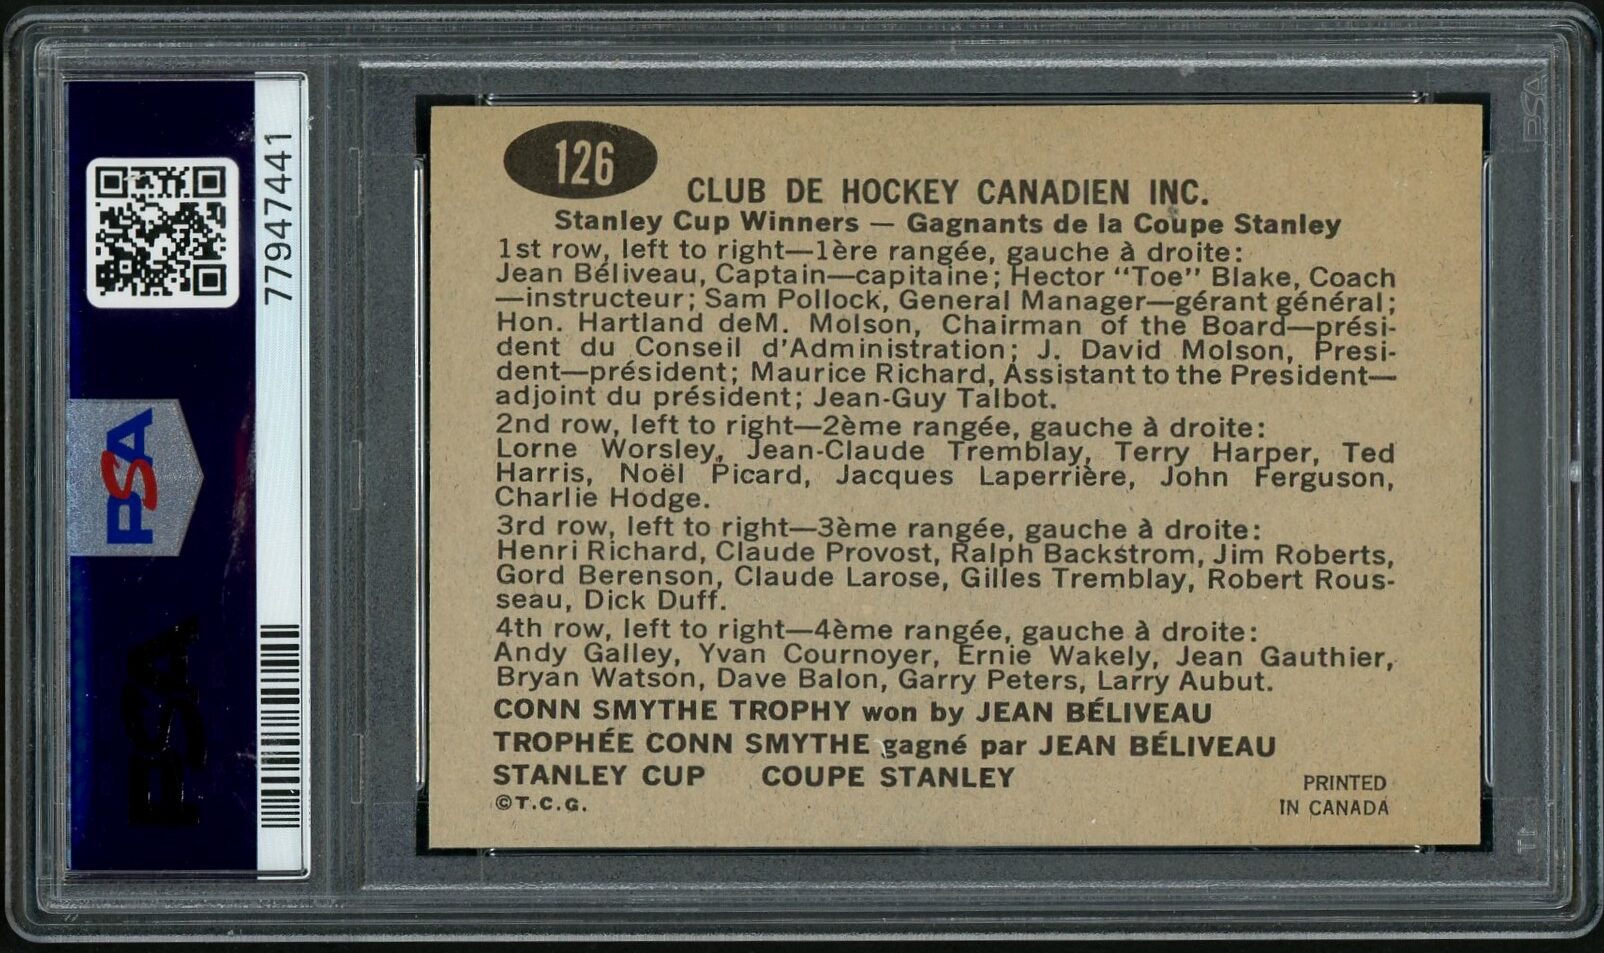 77947441
PSA
PSA
126
CLUB DE HOCKEY CANADIEN INC.
Stanley Cup Winners — Gagnants de la Coupe Stanley
1st row, left to right—1ère rangée, gauche à droite:
Jean Béliveau, Captain—capitaine; Hector "Toe" Blake, Coach
—instructeur; Sam Pollock, General Manager—gérant général;
Hon. Hartland deM. Molson, Chairman of the Board—prési-
dent du Conseil d'Administration; J. David Molson, Presi-
dent—président; Maurice Richard, Assistant to the President—
adjoint du président; Jean-Guy Talbot.
2nd row, left to right—2ème rangée, gauche à droite:
Lorne Worsley, Jean-Claude Tremblay, Terry Harper, Ted
Harris, Noël Picard, Jacques Laperrière, John Ferguson,
Charlie Hodge.
3rd row, left to right—3ème rangée, gauche à droite:
Henri Richard, Claude Provost, Ralph Backstrom, Jim Roberts,
Gord Berenson, Claude Larose, Gilles Tremblay, Robert Rous-
seau, Dick Duff.
4th row, left to right—4ème rangée, gauche à droite:
Andy Galley, Yvan Cournoyer, Ernie Wakely, Jean Gauthier,
Bryan Watson, Dave Balon, Garry Peters, Larry Aubut.
CONN SMYTHE TROPHY won by JEAN BÉLIVEAU
TROPHÉE CONN SMYTHE gagné par JEAN BÉLIVEAU
STANLEY CUP COUPE STANLEY
©T.C.G.
PRINTED
IN CANADA
PSA